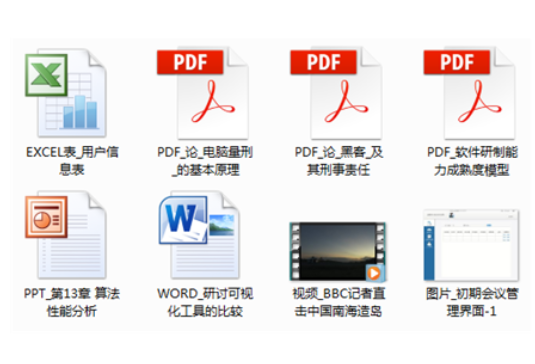 PDF PDF PDF
EXCEL表_用户信
息表
PDF_论_电脑量刑
_的基本原理
PDF_论_黑客_及
其刑事责任
PDF_软件研制能
力成熟度模型
PPT_第13章 算法
性能分析
WORD_研讨可视
化工具的比较
视频_BBC记者直
击中国南海造岛
图片_初期会议管
理界面-1